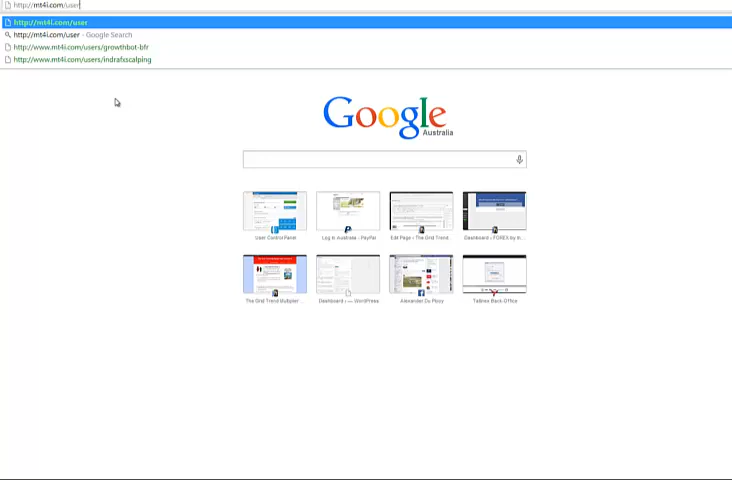 http://mt4i.com/user
http://mt4i.com/user
http://mt4i.com/user - Google Search
http://www.mt4i.com/users/growthbot-bfr
http://www.mt4i.com/users/indrafxscalping
Google
Australia
User Control Panel
Log in Australia - PayPal
Edit Page ‹ The Grid Trend
Dashboard ‹ FOREX by th...
The Grid Trend Multiplier
Dashboard ‹ — WordPress
Alexander Du Plooy
Tallinex Back Office